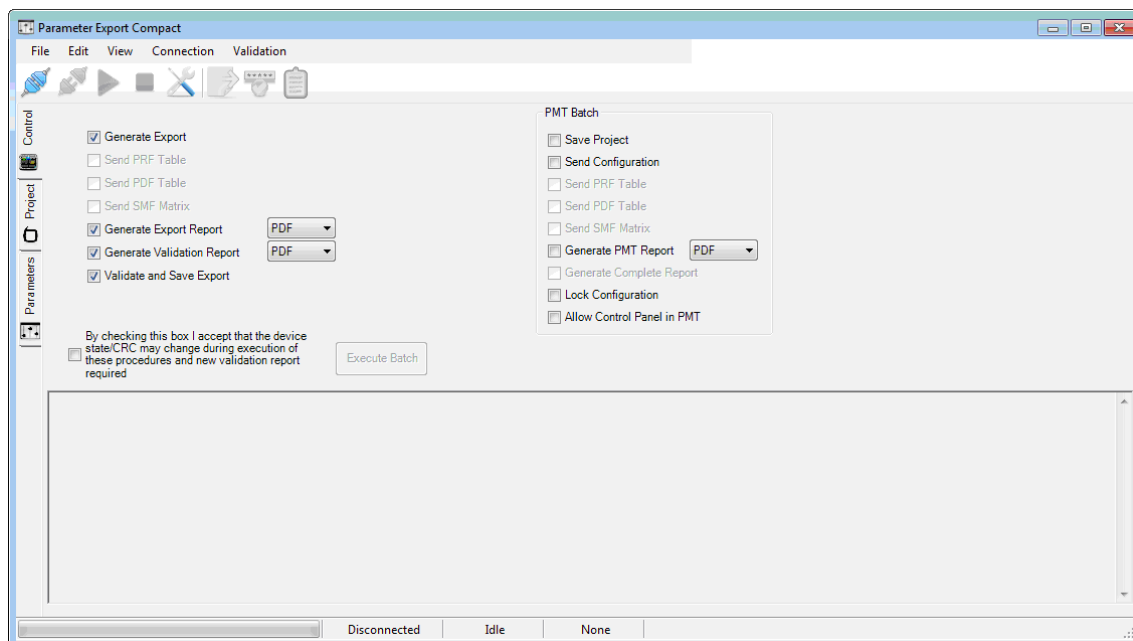 Parameter Export Compact
File Edit View Connection Validation
Control
Project
Parameters
Generate Export
Send PRF Table
Send PDF Table
Send SMF Matrix
Generate Export Report PDF
Generate Validation Report PDF
Validate and Save Export
By checking this box I accept that the device
state/CRC may change during execution of
these procedures and new validation report
required
Execute Batch
PMT Batch
Save Project
Send Configuration
Send PRF Table
Send PDF Table
Send SMF Matrix
Generate PMT Report PDF
Generate Complete Report
Lock Configuration
Allow Control Panel in PMT
Disconnected Idle None